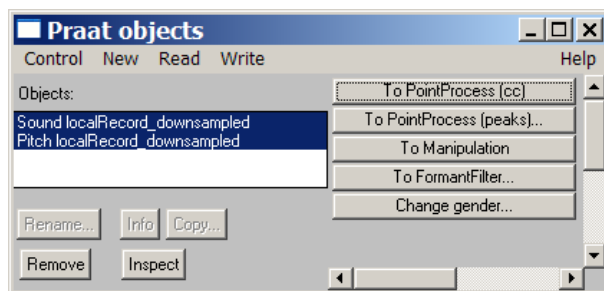 Praat objects
Control New Read Write Help
Objects:
Sound localRecord_downsampled
Pitch localRecord_downsampled
Rename... Info Copy...
Remove Inspect
To PointProcess (cc)
To PointProcess (peaks)...
To Manipulation
To FormantFilter...
Change gender...